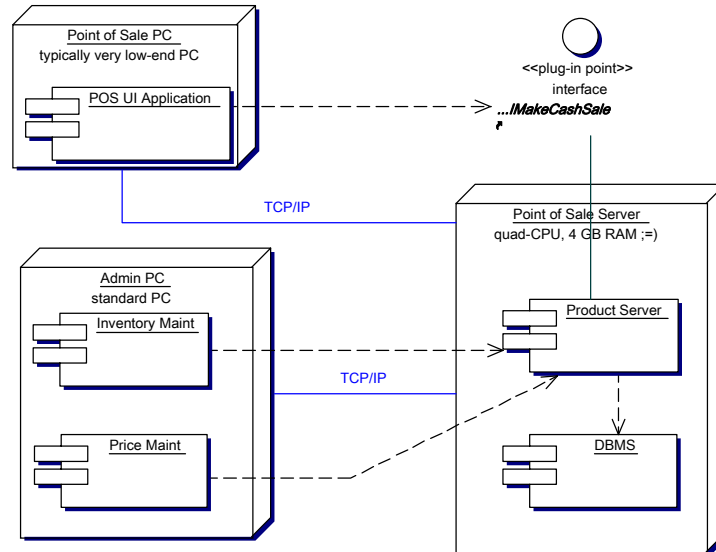 Point of Sale PC
typically very low-end PC
POS UI Application
<<plug-in point>>
interface
...IMakeCashSale
TCP/IP
Point of Sale Server
quad-CPU, 4 GB RAM ;=)
Admin PC
standard PC
Inventory Maint
Product Server
TCP/IP
Price Maint
DBMS